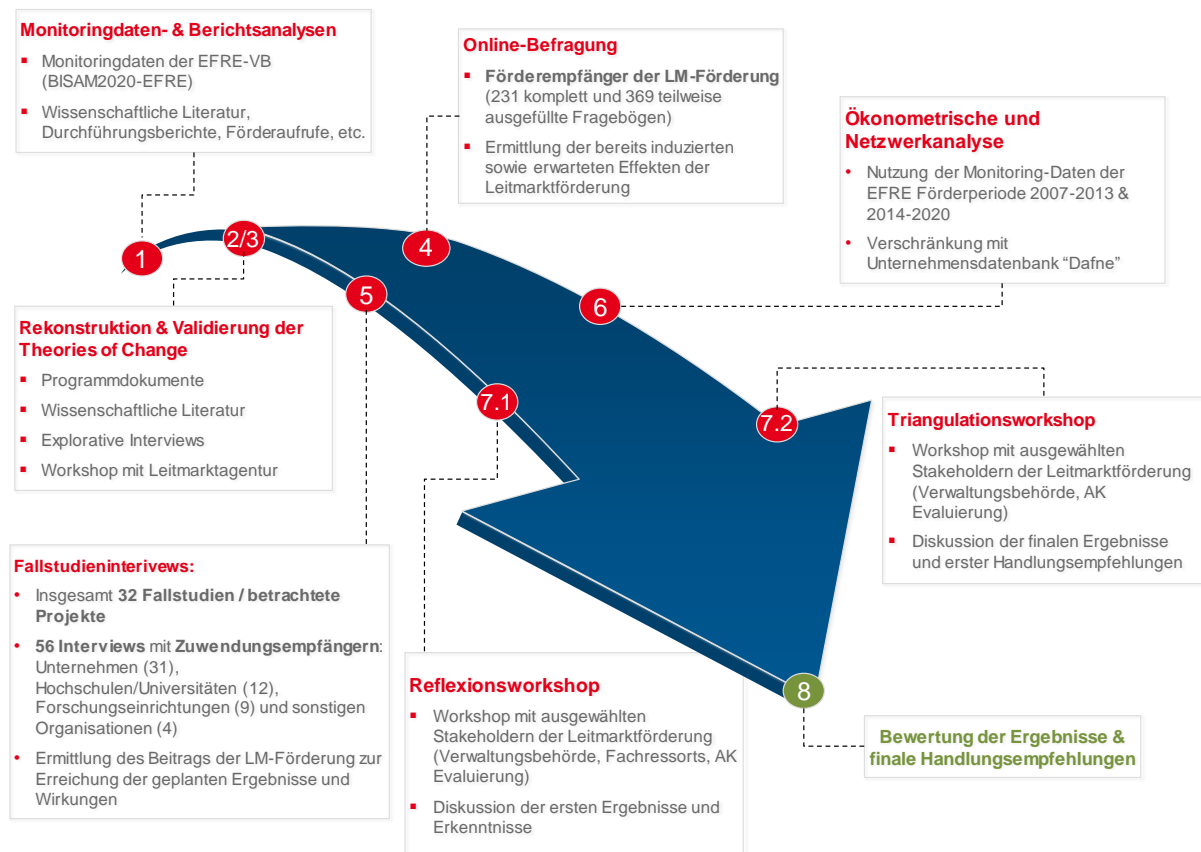 Monitoringdaten- & Berichtsanalysen
▪ Monitoringdaten der EFRE-VB
(BISAM2020-EFRE)
▪ Wissenschaftliche Literatur,
Durchführungsberichte, Förderaufrufe, etc.
Online-Befragung
▪ Förderempfänger der LM-Förderung
(231 komplett und 369 teilweise
ausgefüllte Fragebögen)
▪ Ermittlung der bereits induzierten
sowie erwarteten Effekten der
Leitmarktförderung
Ökonometrische und
Netzwerkanalyse
• Nutzung der Monitoring-Daten der
EFRE Förderperiode 2007-2013 &
2014-2020
• Verschränkung mit
Unternehmensdatenbank "Dafne"
1
2/3
4
5
6
7.1
7.2
8
Rekonstruktion & Validierung der
Theories of Change
▪ Programmdokumente
▪ Wissenschaftliche Literatur
▪ Explorative Interviews
▪ Workshop mit Leitmarktagentur
Triangulationsworkshop
▪ Workshop mit ausgewählten
Stakeholdern der Leitmarktförderung
(Verwaltungsbehörde, AK
Evaluierung)
▪ Diskussion der finalen Ergebnisse
und erster Handlungsempfehlungen
Fallstudieninterivews:
• Insgesamt 32 Fallstudien / betrachtete
Projekte
• 56 Interviews mit Zuwendungsempfängern:
Unternehmen (31),
Hochschulen/Universitäten (12),
Forschungseinrichtungen (9) und sonstigen
Organisationen (4)
• Ermittlung des Beitrags der LM-Förderung zur
Erreichung der geplanten Ergebnisse und
Wirkungen
Reflexionsworkshop
▪ Workshop mit ausgewählten
Stakeholdern der Leitmarktförderung
(Verwaltungsbehörde, Fachressorts, AK
Evaluierung)
▪ Diskussion der ersten Ergebnisse und
Erkenntnisse
Bewertung der Ergebnisse &
finale Handlungsempfehlungen